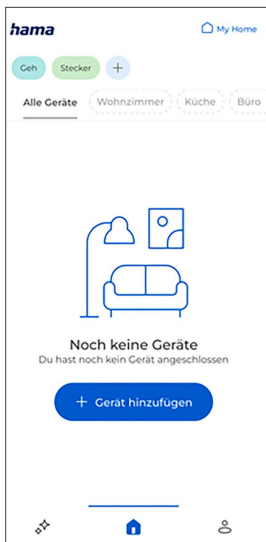 hama
My Home
Geh
Stecker
+
Alle Geräte
Wohnzimmer
Küche
Büro
Noch keine Geräte
Du hast noch kein Gerät angeschlossen
+ Gerät hinzufügen